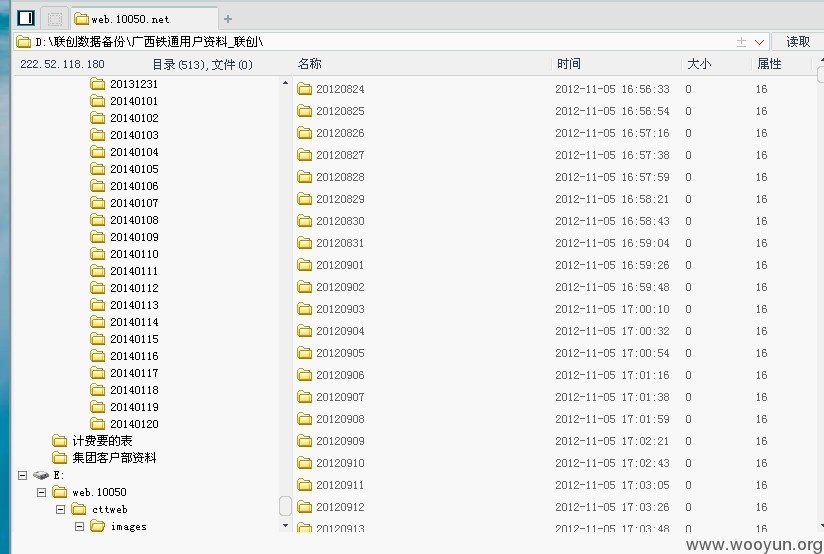 web.10050.net
D:\联创数据备份\广西铁通用户资料_联创\
读取
222.52.118.180 目录(513),文件(0)
名称 时间 大小 属性
20131231
20140101
20140102
20140103
20140104
20140105
20140106
20140107
20140108
20140109
20140110
20140111
20140112
20140113
20140114
20140115
20140116
20140117
20140118
20140119
20140120
计费要的表
集团客户部资料
E:
web.10050
cttweb
images
20120824 2012-11-05 16:56:33 0 16
20120825 2012-11-05 16:56:54 0 16
20120826 2012-11-05 16:57:16 0 16
20120827 2012-11-05 16:57:38 0 16
20120828 2012-11-05 16:57:59 0 16
20120829 2012-11-05 16:58:21 0 16
20120830 2012-11-05 16:58:43 0 16
20120831 2012-11-05 16:59:04 0 16
20120901 2012-11-05 16:59:26 0 16
20120902 2012-11-05 16:59:48 0 16
20120903 2012-11-05 17:00:10 0 16
20120904 2012-11-05 17:00:32 0 16
20120905 2012-11-05 17:00:54 0 16
20120906 2012-11-05 17:01:16 0 16
20120907 2012-11-05 17:01:38 0 16
20120908 2012-11-05 17:01:59 0 16
20120909 2012-11-05 17:02:21 0 16
20120910 2012-11-05 17:02:43 0 16
20120911 2012-11-05 17:03:05 0 16
20120912 2012-11-05 17:03:26 0 16
20120913 2012-11-05 17:03:48 0 16
www.wooyun.org